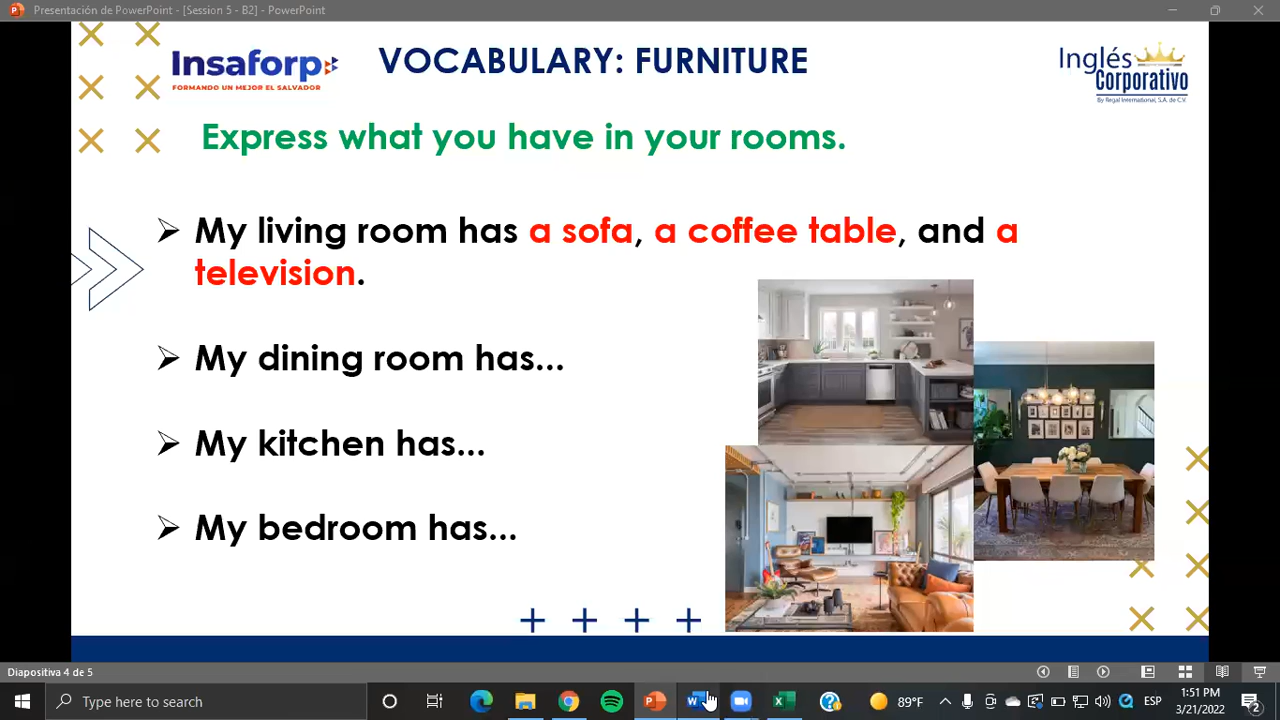 Presentación de PowerPoint - [Session 5 - B2] - PowerPoint
Insaforp
FORMANDO UN MEJOR EL SALVADOR
VOCABULARY: FURNITURE
Inglés
Corporativo
By Regal International, S.A. de C.V.
Express what you have in your rooms.
My living room has a sofa, a coffee table, and a
television.
My dining room has...
My kitchen has...
My bedroom has...
Diapositiva 4 de 5
Type here to search
89°F
ESP
1:51 PM
3/21/2022
2